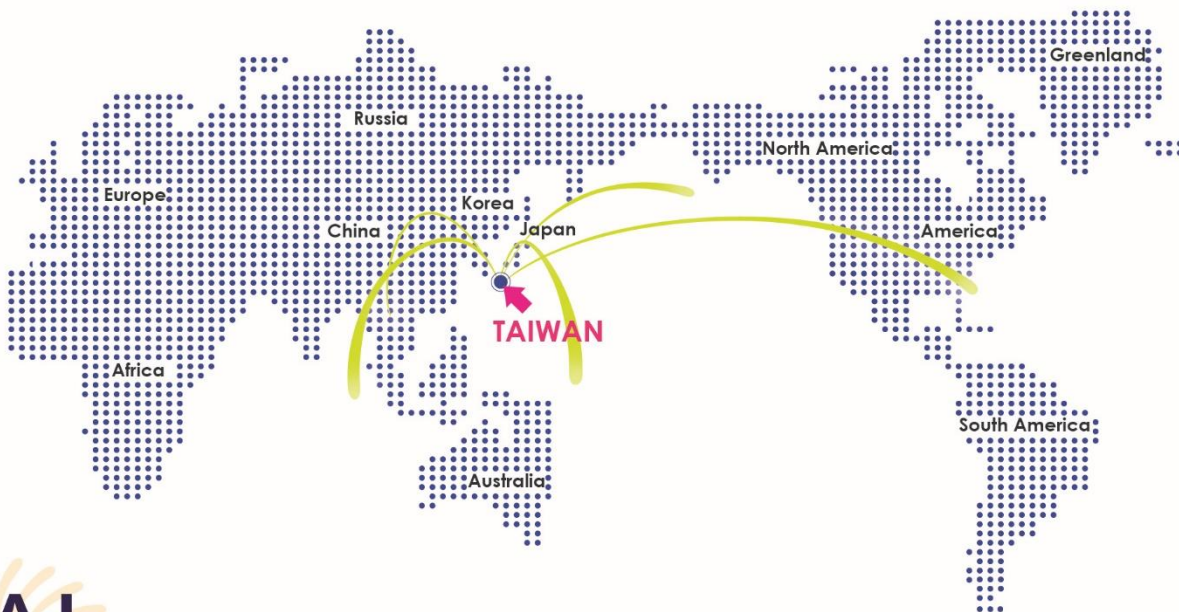 Greenland
Russia
North America
Europe
Korea
China
Japan
America
TAIWAN
Africa
South America
Australia